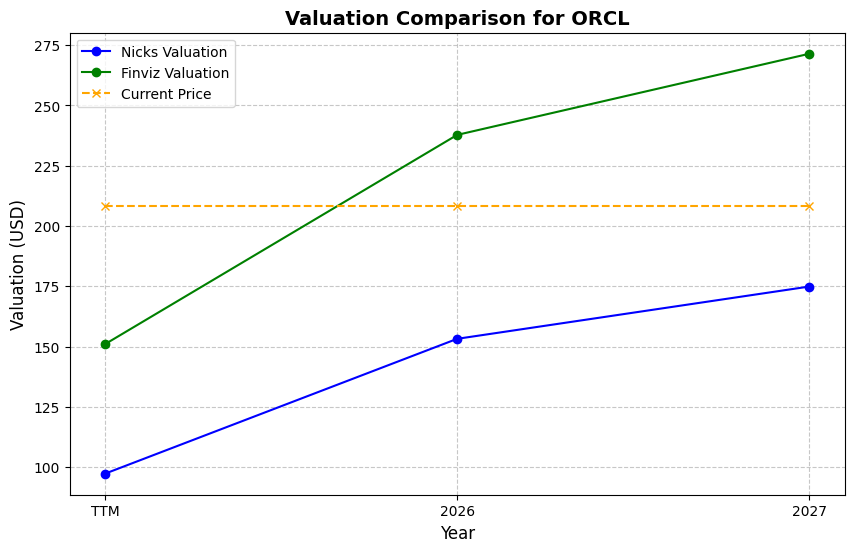 Valuation Comparison for ORCL
Nicks Valuation
Finviz Valuation
Current Price
Valuation (USD)
275
250
225
200
175
150
125
100
TTM
2026
2027
Year